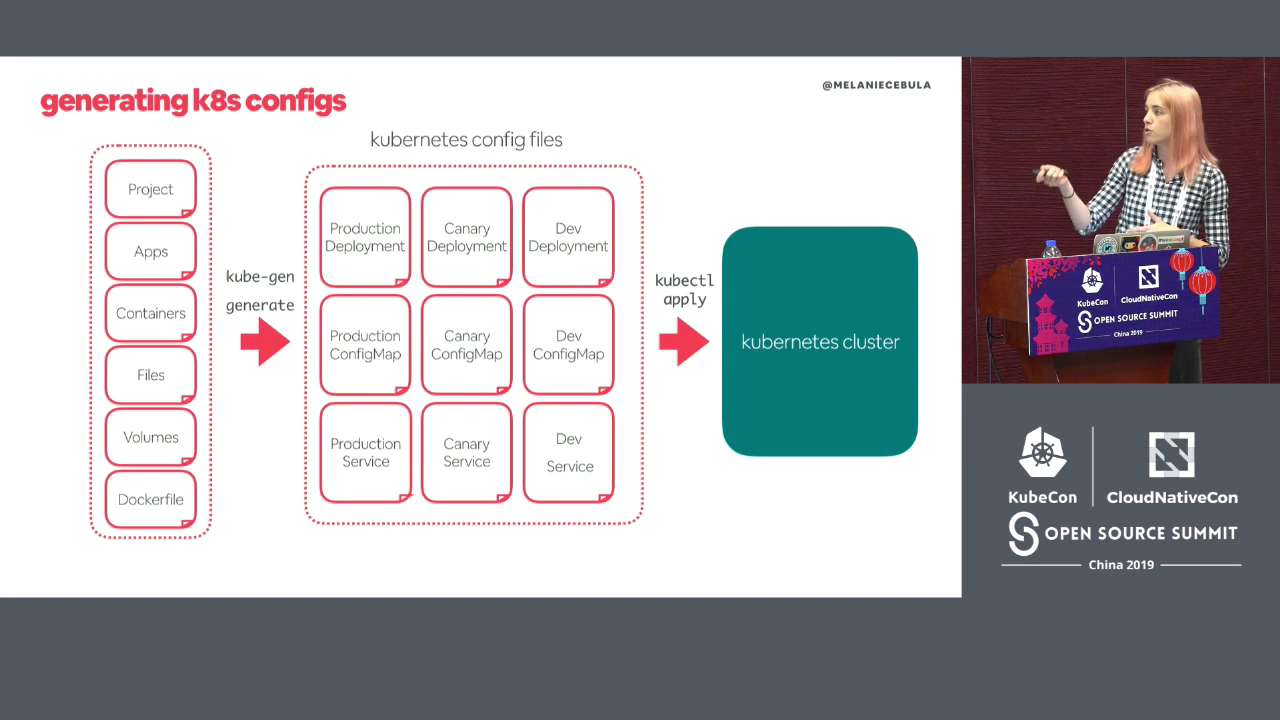 generating k8s configs
@MELANIECEBULA
kubernetes config files
Project
Apps
Containers
Files
Volumes
Dockerfile
kube-gen
generate
Production
Deployment
Canary
Deployment
Dev
Deployment
Production
ConfigMap
Canary
ConfigMap
Dev
ConfigMap
Production
Service
Canary
Service
Dev
Service
kubectl
apply
kubernetes cluster
KubeCon
CloudNativeCon
OPEN SOURCE SUMMIT
China 2019
KubeCon
CloudNativeCon
OPEN SOURCE SUMMIT
China 2019